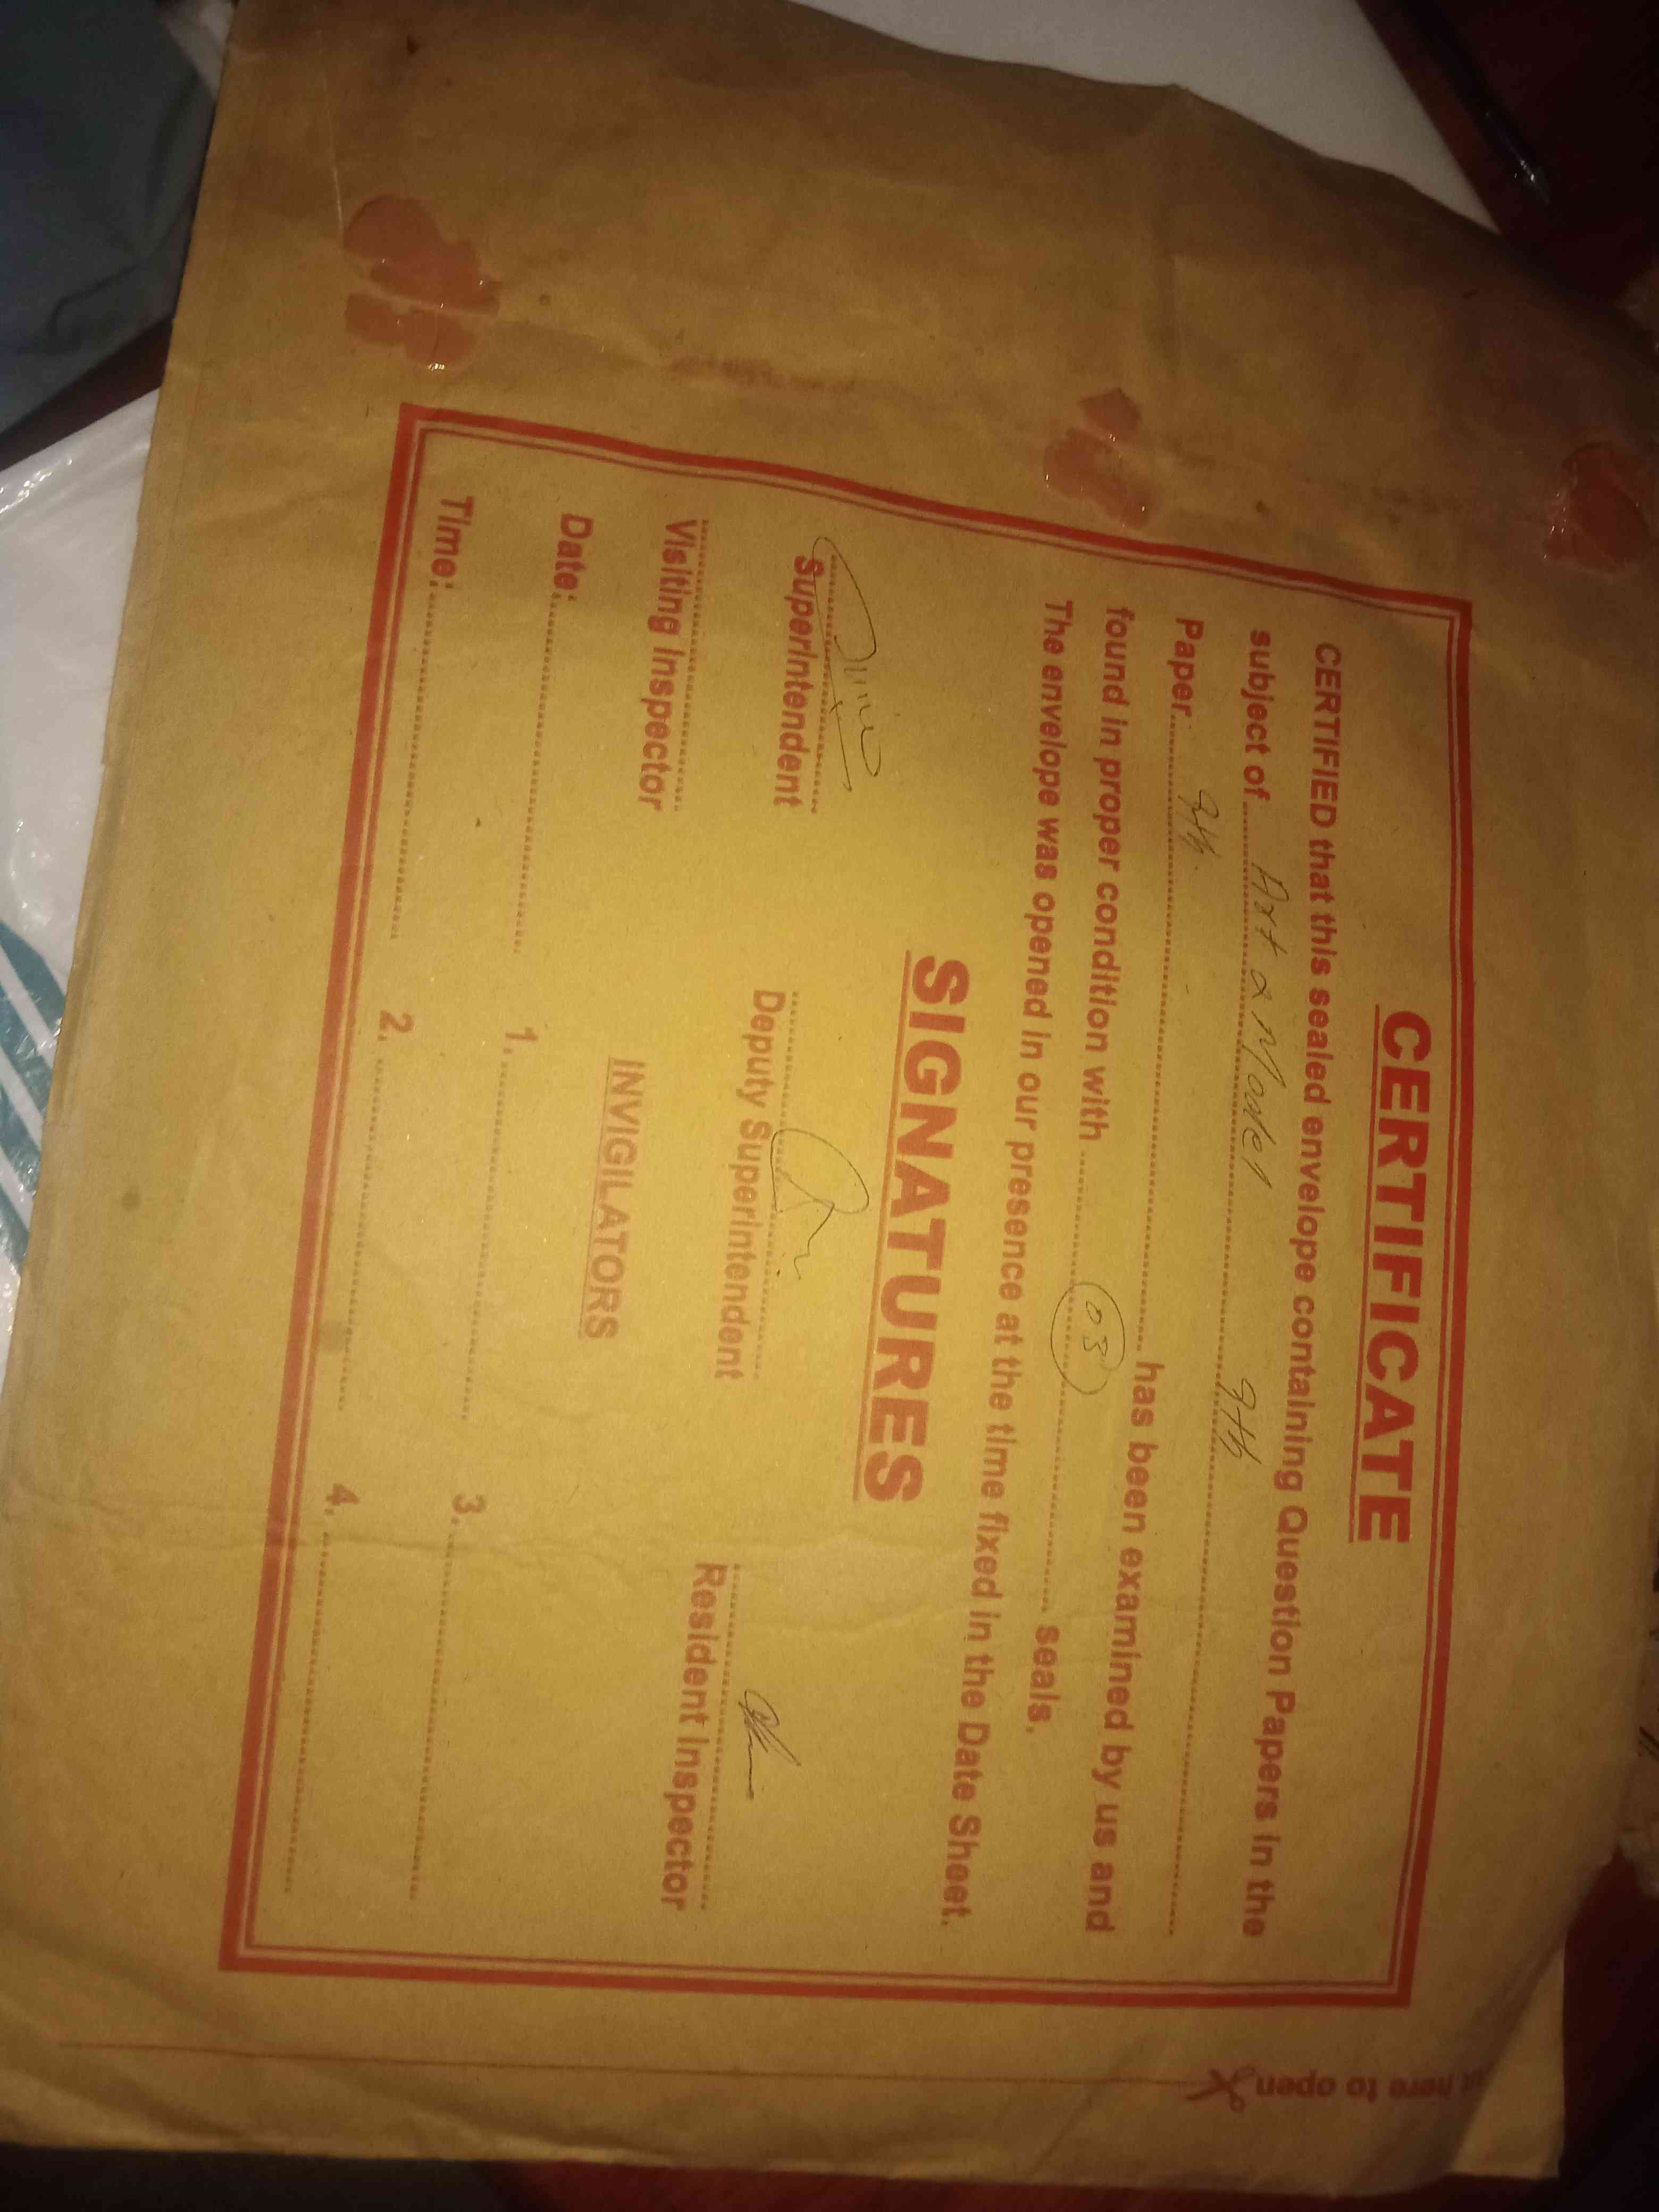 CERTIFICATE
CERTIFIED that this sealed envelope containing Question Papers in the
subject of Art & Model 9th
Paper: 9th. has been examined by us and
found in proper condition with 03 seals.
The envelope was opened in our presence at the time fixed in the Date Sheet.
SIGNATURES
Superintendent Deputy Superintendent Resident Inspector
Visiting Inspector
INVIGILATORS
Date: 1. 3.
Time: 2. 4.
here to open